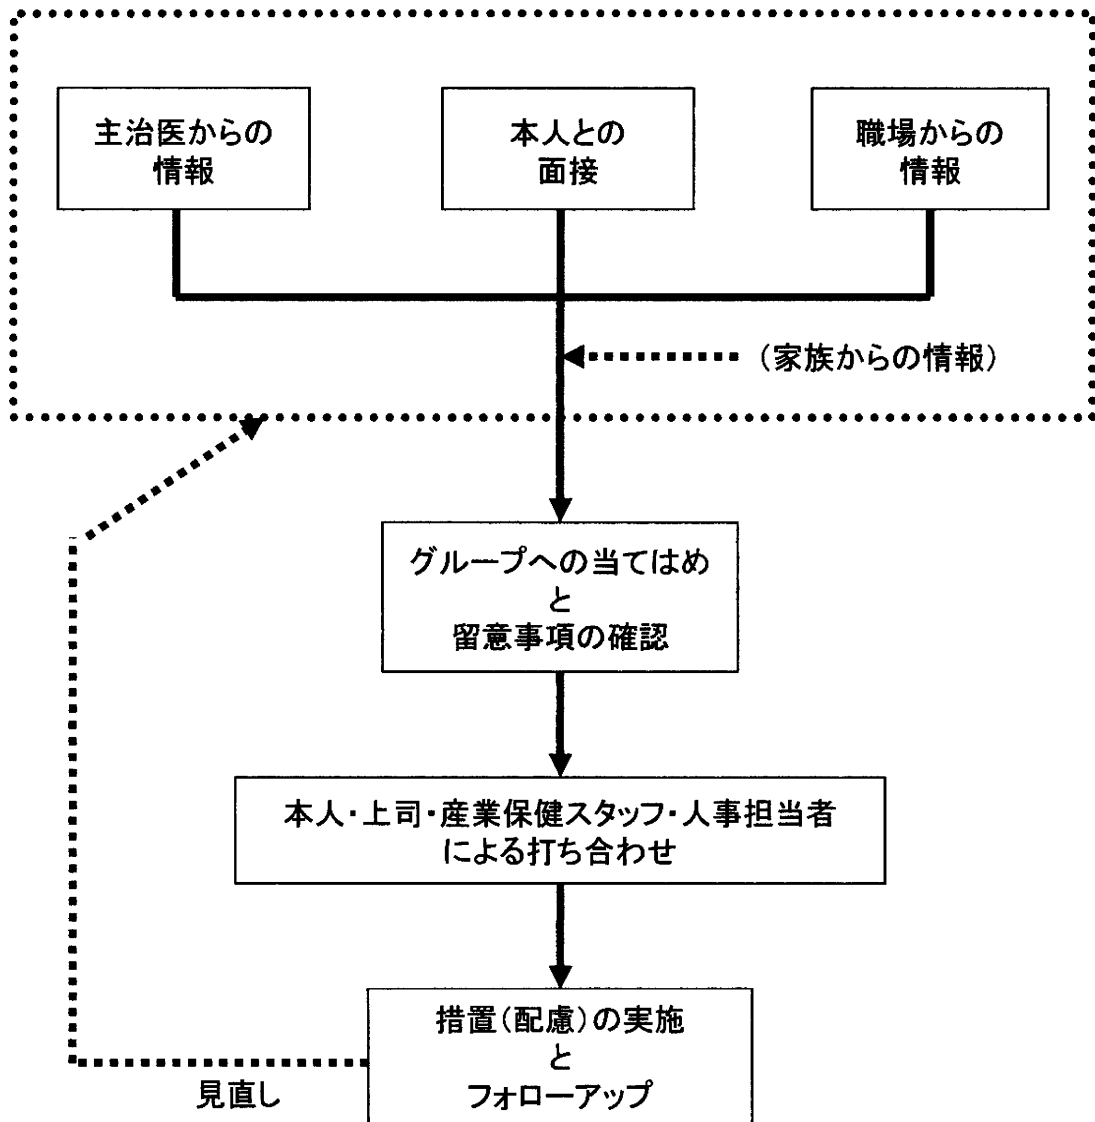 主治医からの
情報
本人との
面接
職場からの
情報
(家族からの情報)
グループへの当てはめ
と
留意事項の確認
本人・上司・産業保健スタッフ・人事担当者
による打ち合わせ
措置(配慮)の実施
と
フォローアップ
見直し